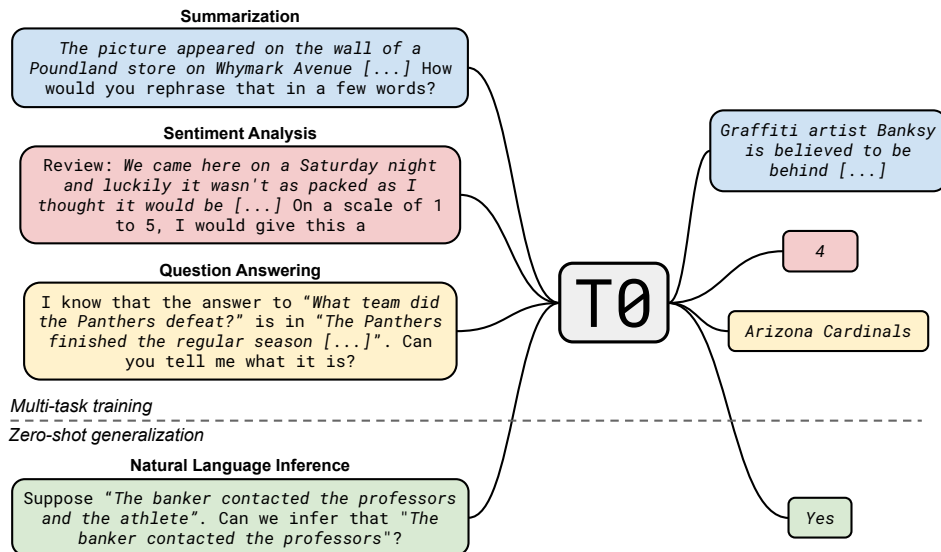 Summarization
The picture appeared on the wall of a
Poundland store on Whymark Avenue [...] How
would you rephrase that in a few words?
Sentiment Analysis
Review: We came here on a Saturday night
and luckily it wasn't as packed as I
thought it would be [...] On a scale of 1
to 5, I would give this a
Question Answering
I know that the answer to “What team did
the Panthers defeat?” is in “The Panthers
finished the regular season [...]”. Can
you tell me what it is?
Multi-task training
Zero-shot generalization
Natural Language Inference
Suppose “The banker contacted the professors
and the athlete”. Can we infer that "The
banker contacted the professors"?
T0
Graffiti artist Banksy
is believed to be
behind [...]
4
Arizona Cardinals
Yes